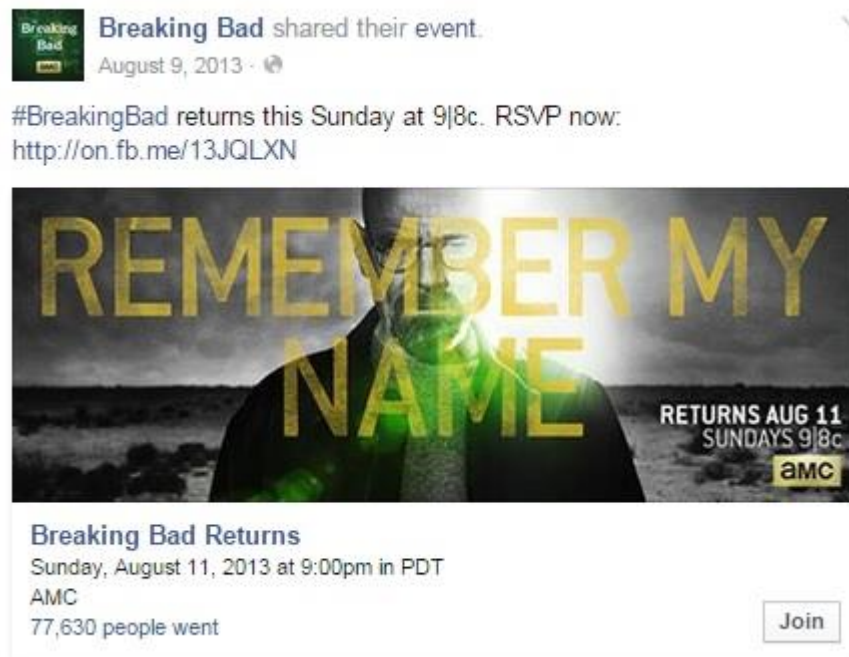 Breaking
Bad
amc
Breaking Bad shared their event.
August 9, 2013 ·
#BreakingBad returns this Sunday at 9|8c. RSVP now:
http://on.fb.me/13JQLXN
REMEMBER MY
NAME
RETURNS AUG 11
SUNDAYS 9|8c
amc
Breaking Bad Returns
Sunday, August 11, 2013 at 9:00pm in PDT
AMC
77,630 people went
Join